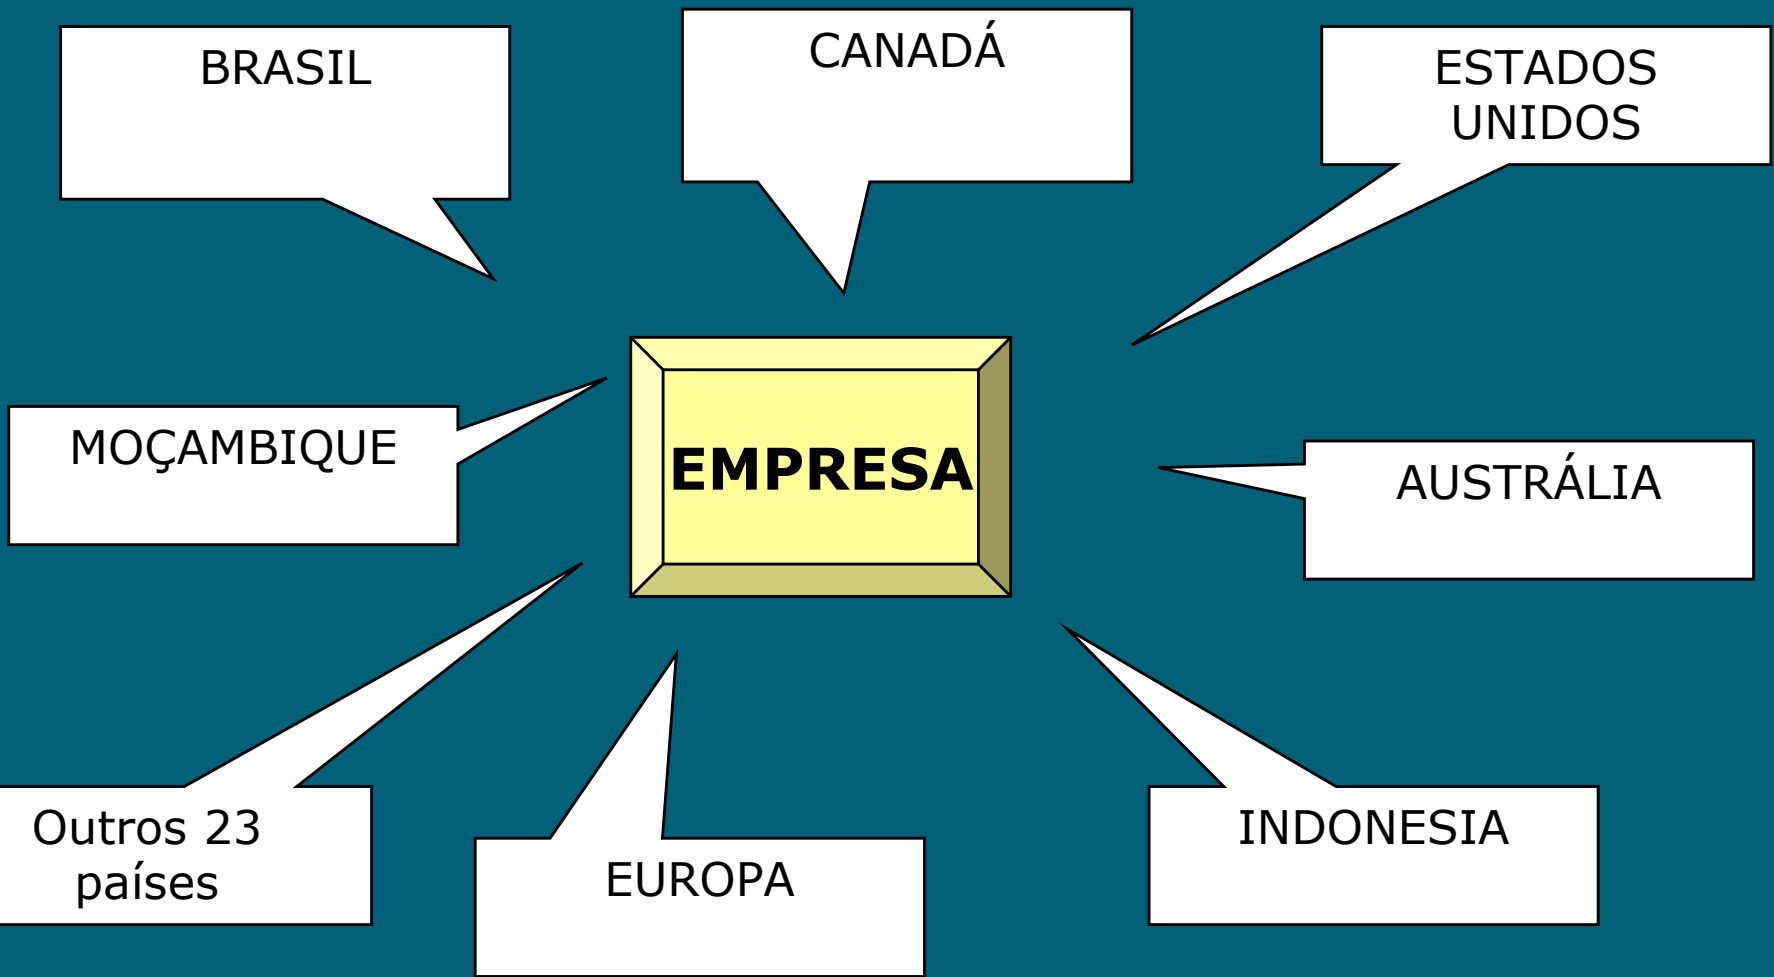 BRASIL
CANADÁ
ESTADOS
UNIDOS
MOÇAMBIQUE
EMPRESA
AUSTRÁLIA
Outros 23
países
EUROPA
INDONESIA